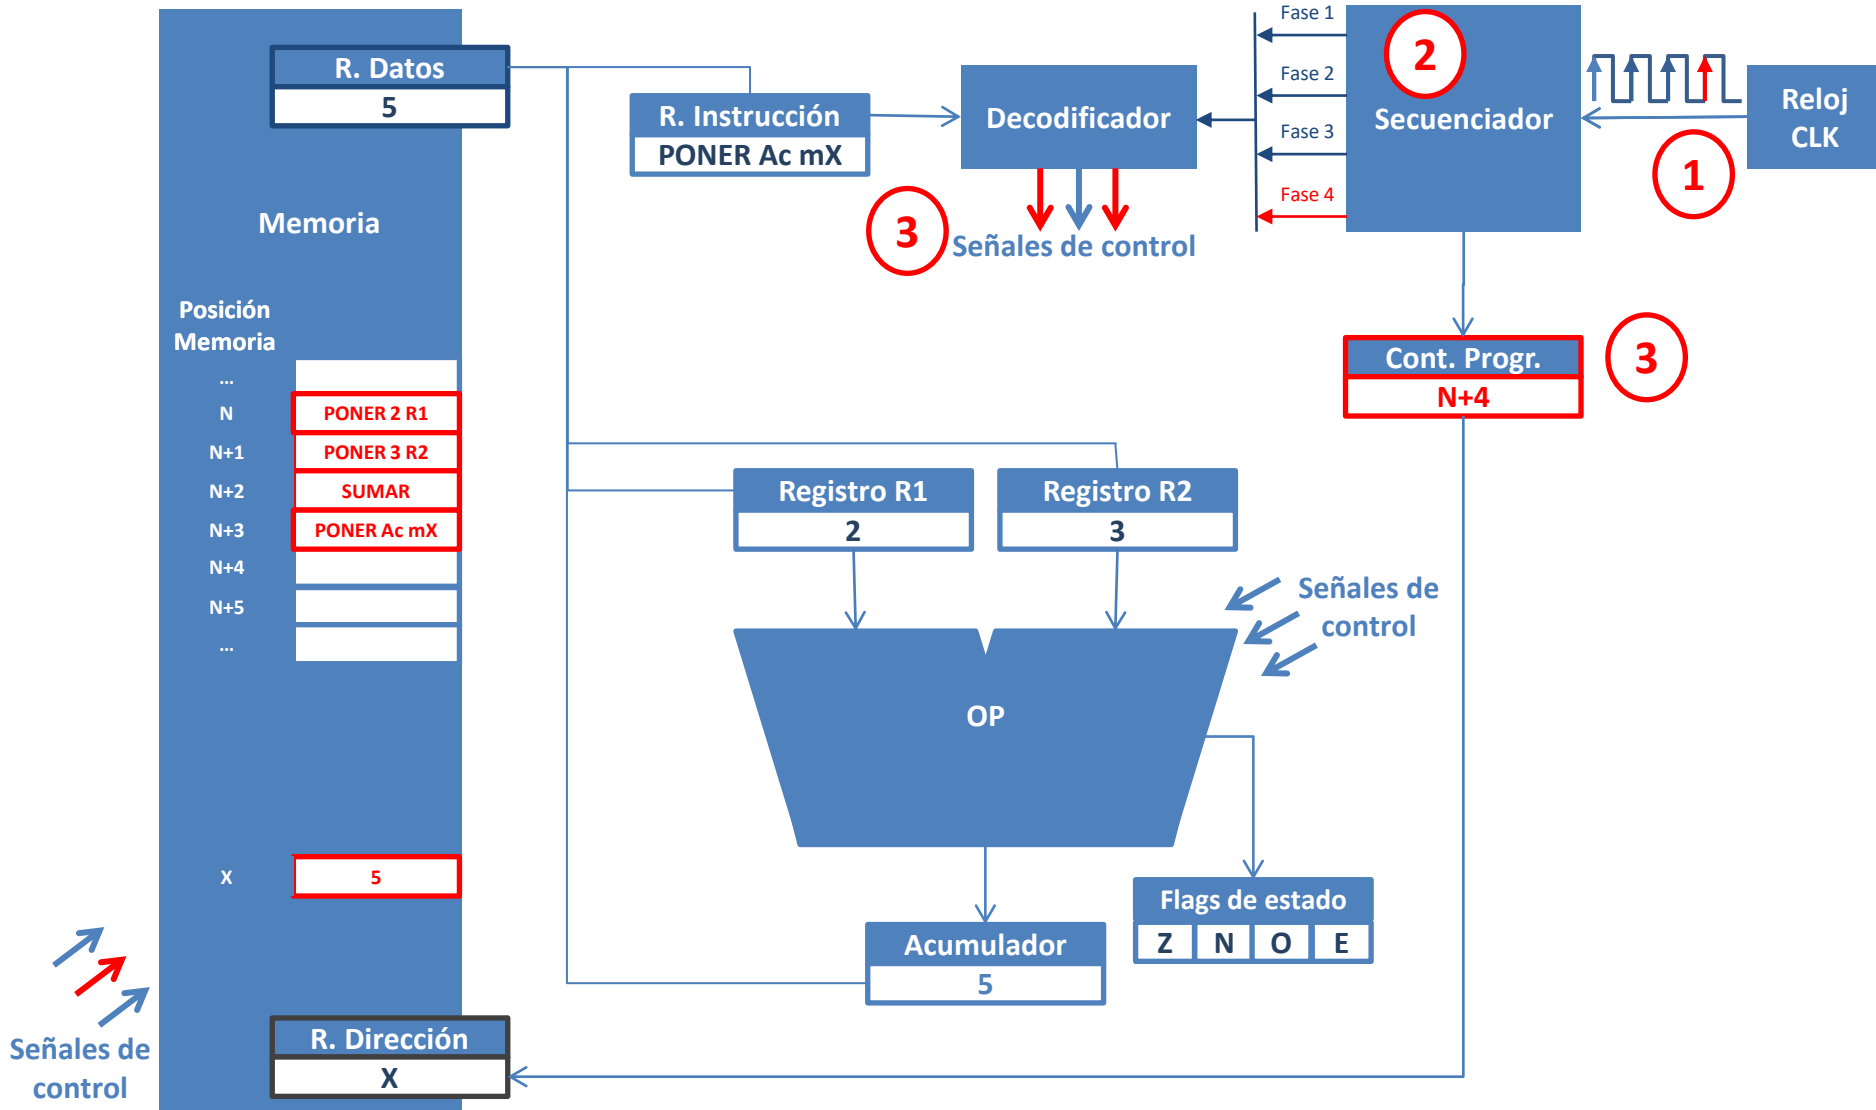 R. Datos
5
Memoria
Posición
Memoria
...
N
PONER 2 R1
N+1
PONER 3 R2
N+2
SUMAR
N+3
PONER Ac mX
N+4
N+5
...
X
5
Señales de
control
R. Dirección
X
R. Instrucción
PONER Ac mX
Decodificador
3
Señales de control
Fase 1
Fase 2
Fase 3
Fase 4
2
Secuenciador
1
Reloj
CLK
Cont. Progr.
N+4
3
Registro R1
2
Registro R2
3
Señales de
control
OP
Flags de estado
Z N O E
Acumulador
5